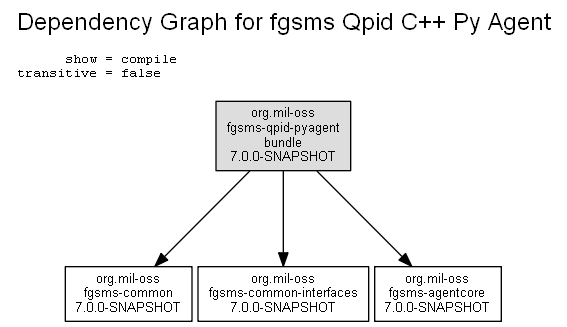 Dependency Graph for fgsms Qpid C++ Py Agent
show = compile
transitive = false
org.mil-oss
fgsms-qpid-pyagent
bundle
7.0.0-SNAPSHOT
org.mil-oss
fgsms-common
7.0.0-SNAPSHOT
org.mil-oss
fgsms-common-interfaces
7.0.0-SNAPSHOT
org.mil-oss
fgsms-agentcore
7.0.0-SNAPSHOT